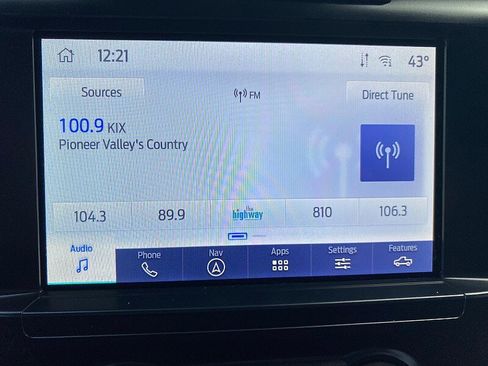 12:21
43°
Sources
FM
Direct Tune
100.9 KIX
Pioneer Valley's Country
104.3
89.9
the
highway
810
106.3
Audio
Phone
Nav
Apps
Settings
Features